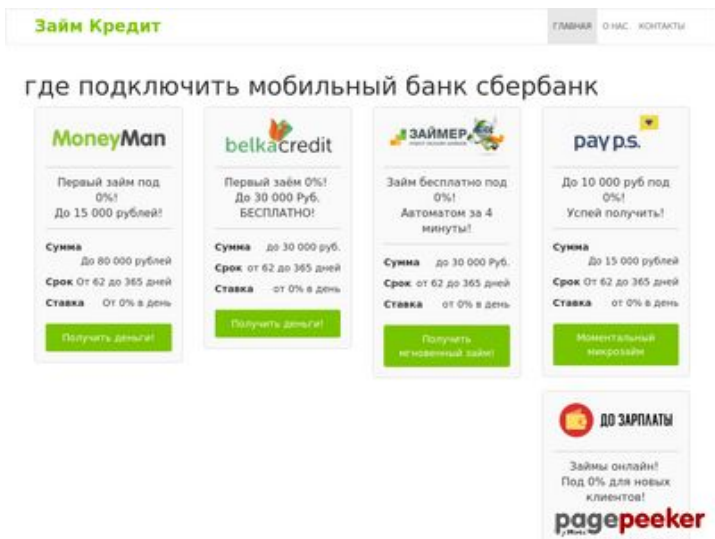 Займ Кредит
ГЛАВНАЯ О НАС КОНТАКТЫ
где подключить мобильный банк сбербанк
MoneyMan
Первый займ под
0%!
До 15 000 рублей!
Сумма
До 80 000 рублей
Срок От 62 до 365 дней
Ставка От 0% в день
Получить деньги!
belkacredit
Первый заём 0%!
До 30 000 Руб.
БЕСПЛАТНО!
Сумма до 30 000 руб.
Срок от 62 до 365 дней
Ставка от 0% в день
Получить деньги!
ЗАЙМЕР
Займ бесплатно под
0%!
Автоматом за 4
минуты!
Сумма до 30 000 Руб.
Срок от 62 до 365 дней
Ставка от 0% в день
Получить
мгновенный займ!
pay p.s.
До 10 000 руб под
0%!
Успей получить!
Сумма
До 15 000 рублей
Срок От 62 до 365 дней
Ставка от 0% в день
Моментальный
микрозайм
ДО ЗАРПЛАТЫ
Займы онлайн!
Под 0% для новых
клиентов!
pagepeeker